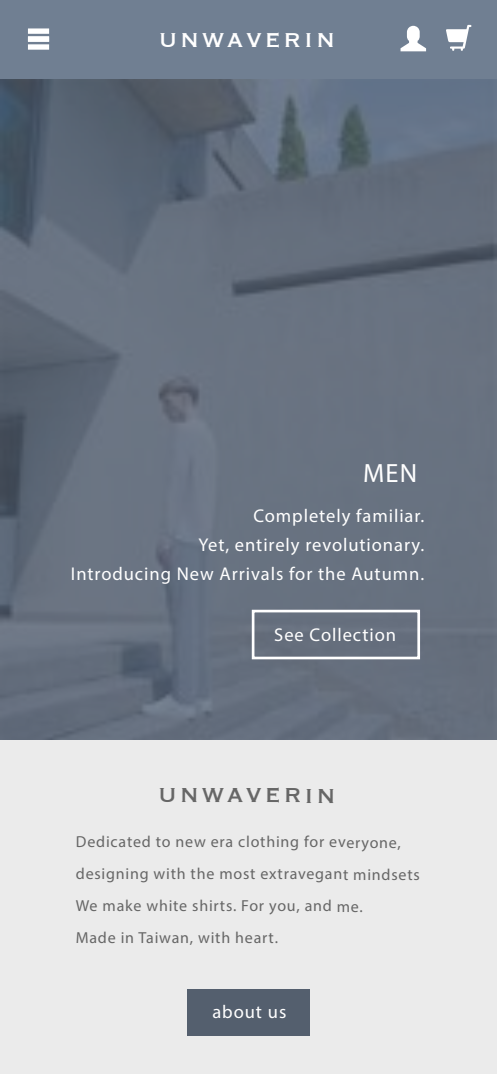 UNWAVERIN
MEN
Completely familiar.
Yet, entirely revolutionary.
Introducing New Arrivals for the Autumn.
See Collection
UNWAVERIN
Dedicated to new era clothing for everyone,
designing with the most extravegant mindsets
We make white shirts. For you, and me.
Made in Taiwan, with heart.
about us